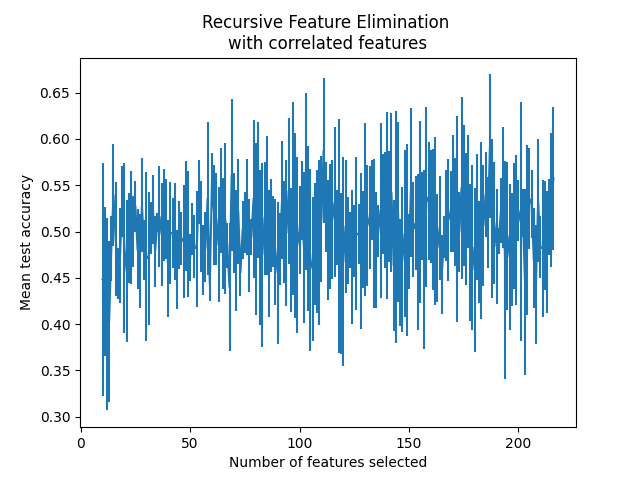 Recursive Feature Elimination
with correlated features
0.65
0.60
0.55
0.50
0.45
0.40
0.35
0.30
Mean test accuracy
0 50 100 150 200
Number of features selected